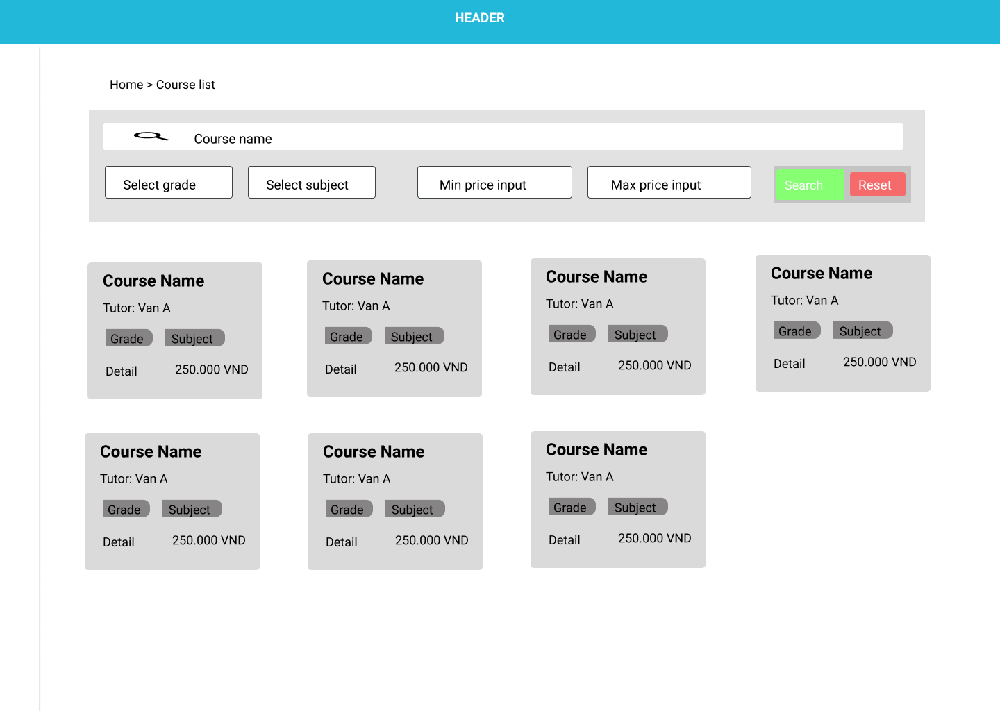 HEADER
Home > Course list
Course name
Select grade
Select subject
Min price input
Max price input
Search
Reset
Course Name
Tutor: Van A
Grade
Subject
Detail
250.000 VND
Course Name
Tutor: Van A
Grade
Subject
Detail
250.000 VND
Course Name
Tutor: Van A
Grade
Subject
Detail
250.000 VND
Course Name
Tutor: Van A
Grade
Subject
Detail
250.000 VND
Course Name
Tutor: Van A
Grade
Subject
Detail
250.000 VND
Course Name
Tutor: Van A
Grade
Subject
Detail
250.000 VND
Course Name
Tutor: Van A
Grade
Subject
Detail
250.000 VND